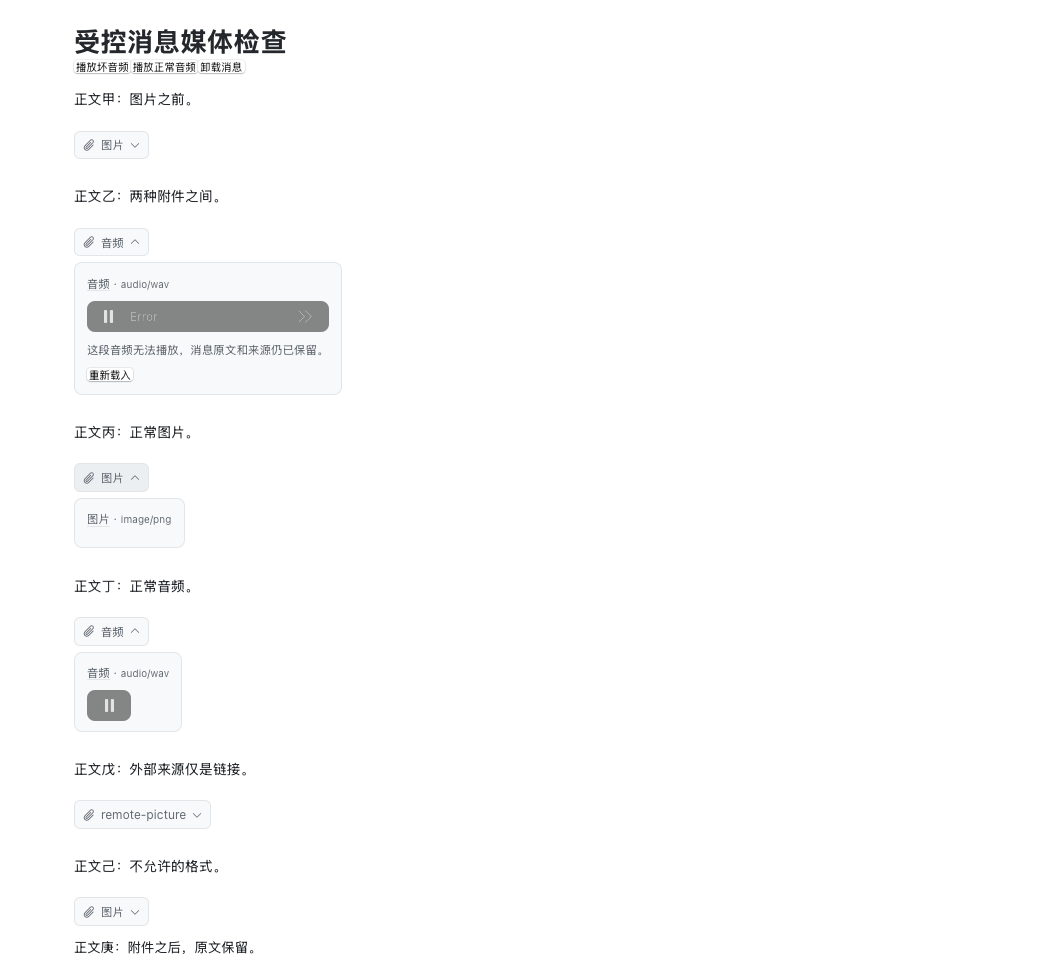 受控消息媒体检查
播放坏音频 播放正常音频 卸载消息
正文甲：图片之前。
图片
正文乙：两种附件之间。
音频
音频 · audio/wav
Error
这段音频无法播放，消息原文和来源仍已保留。
重新载入
正文丙：正常图片。
图片
图片 · image/png
正文丁：正常音频。
音频
音频 · audio/wav
正文戊：外部来源仅是链接。
remote-picture
正文己：不允许的格式。
图片
正文庚：附件之后，原文保留。